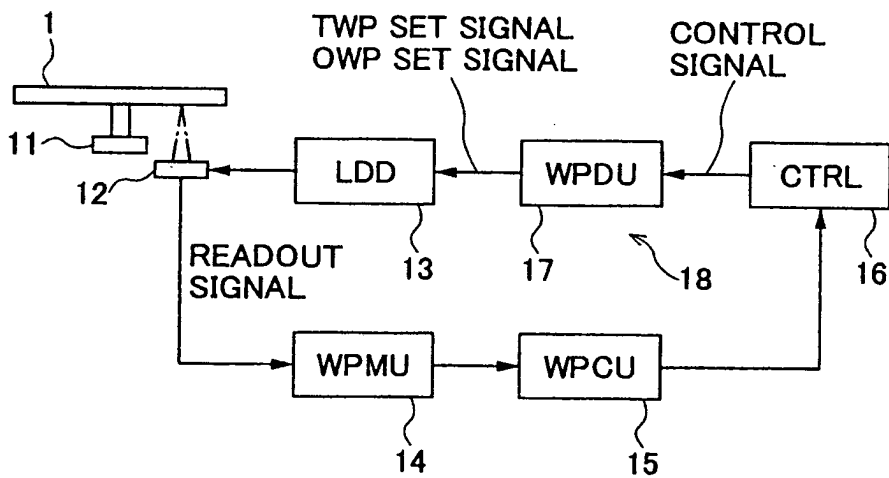 1
TWP SET SIGNAL
OWP SET SIGNAL
CONTROL
SIGNAL
11
12
LDD
WPDU
CTRL
13
17
18
16
READOUT
SIGNAL
WPMU
WPCU
14
15